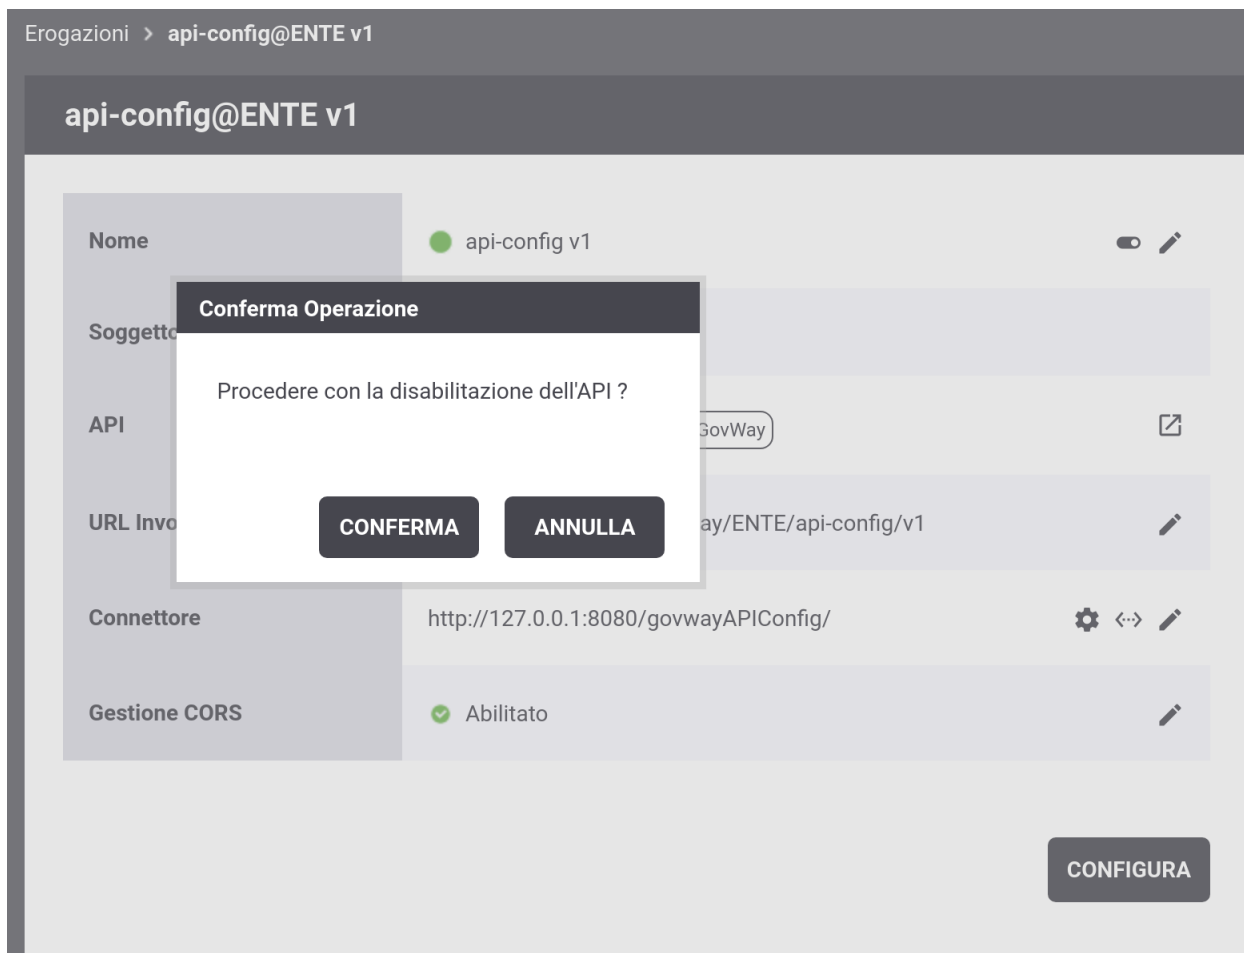 Erogazioni > api-config@ENTE v1
api-config@ENTE v1
Nome
api-config v1
Conferma Operazione
Soggetto
Procedere con la disabilitazione dell'API ?
API
GovWay
URL Invo
ay/ENTE/api-config/v1
CONFERMA
ANNULLA
Connettore
http://127.0.0.1:8080/govwayAPIConfig/
Gestione CORS
Abilitato
CONFIGURA